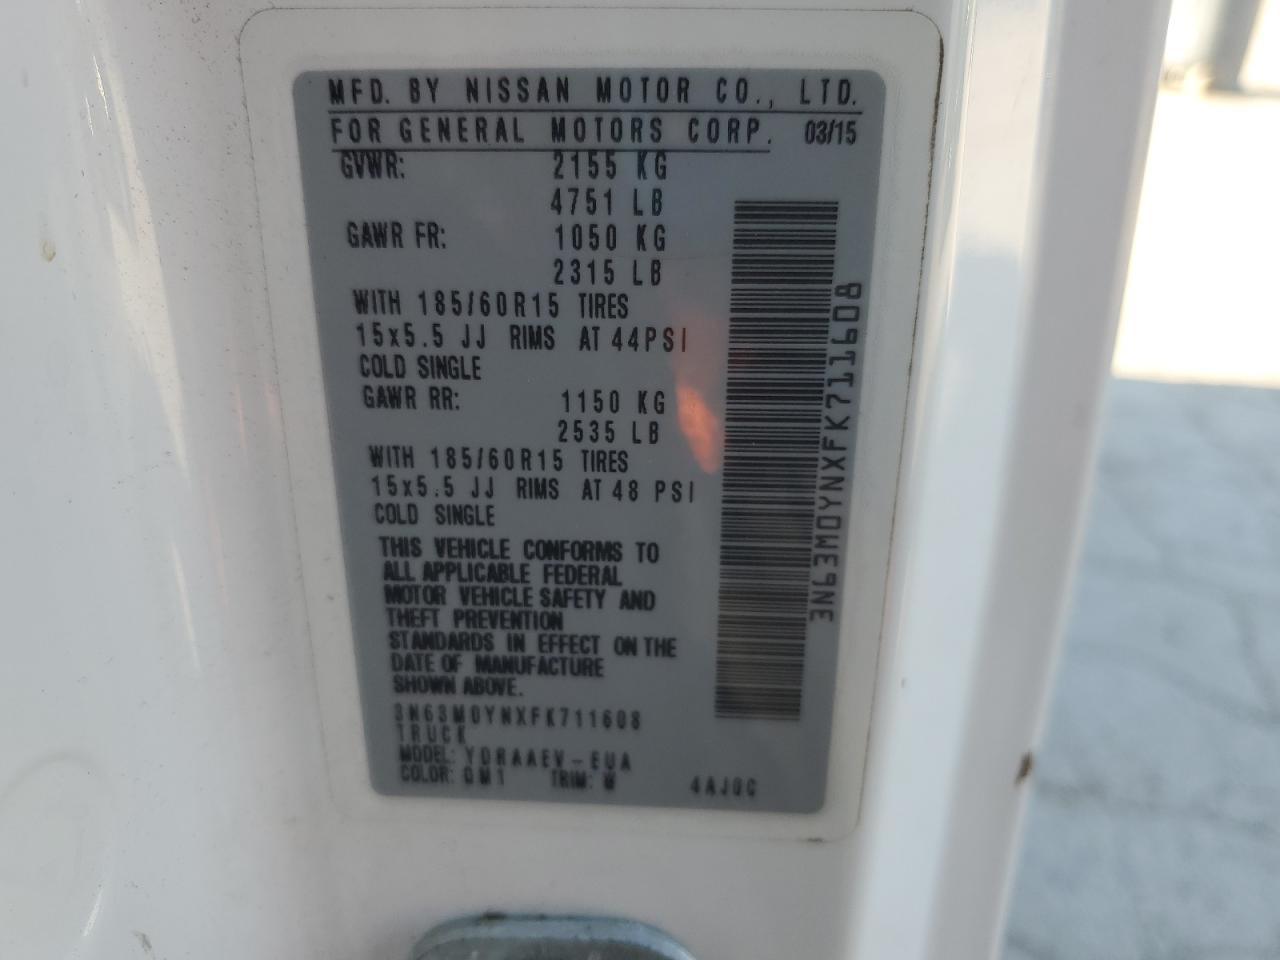 MFD. BY NISSAN MOTOR CO., LTD.
FOR GENERAL MOTORS CORP. 03/15
GVWR: 2155 KG
4751 LB
GAWR FR: 1050 KG
2315 LB
WITH 185/60R15 TIRES
15x5.5 JJ RIMS AT 44PSI
COLD SINGLE
GAWR RR: 1150 KG
2535 LB
WITH 185/60R15 TIRES
15x5.5 JJ RIMS AT 48 PSI
COLD SINGLE
THIS VEHICLE CONFORMS TO
ALL APPLICABLE FEDERAL
MOTOR VEHICLE SAFETY AND
THEFT PREVENTION
STANDARDS IN EFFECT ON THE
DATE OF MANUFACTURE
SHOWN ABOVE.
3N63M0YNXFK711608
TRUCK
MODEL: YDRAAEV-EUA
COLOR: QM1 TRIM: W 4AJ0C
3N63M0YNXFK711608